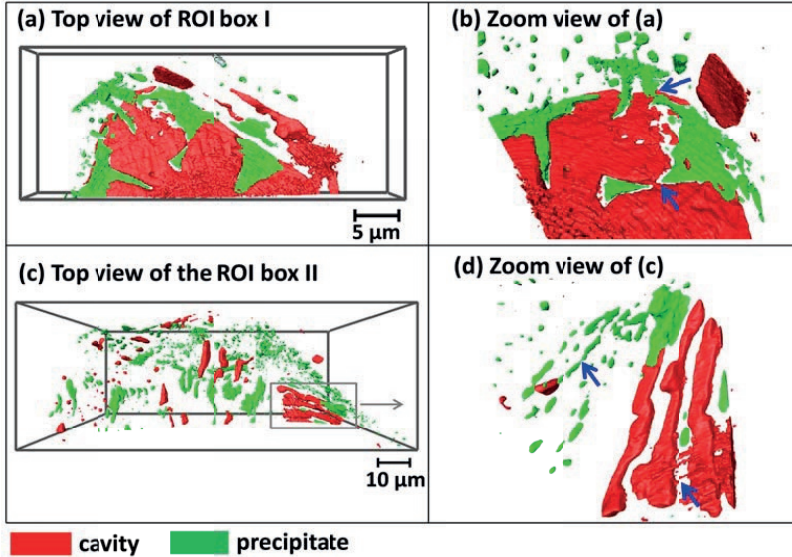 (a) Top view of ROI box I
5 μm
(b) Zoom view of (a)
(c) Top view of the ROI box II
10 μm
(d) Zoom view of (c)
cavity
precipitate